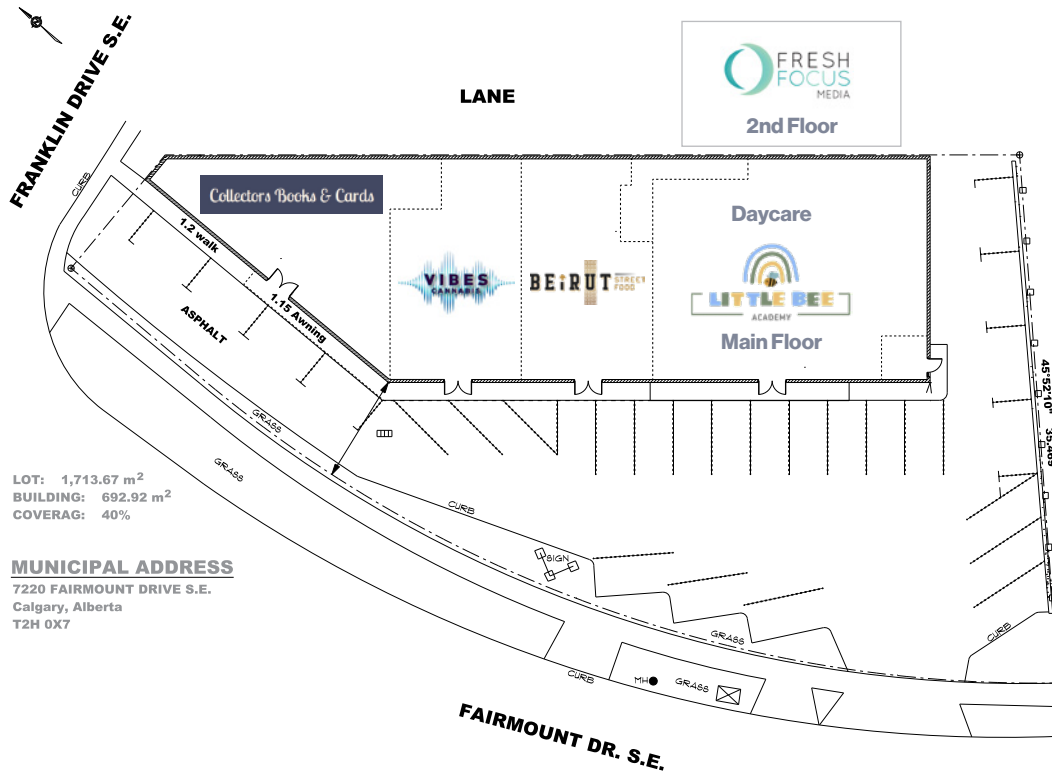 FRANKLIN DRIVE S.E.
LANE
FRESH
FOCUS
MEDIA
2nd Floor
CURB
Collectors Books & Cards
1.2 walk
Daycare
VIBES
CANNABIS
BEiRUT STREET
FOOD
LITTLE BEE
ACADEMY
Main Floor
1.15 Awning
ASPHALT
45°52'10" 35.469
GRASS
GRASS
LOT: 1,713.67 m²
BUILDING: 692.92 m²
COVERAG: 40%
CURB
SIGN
MUNICIPAL ADDRESS
7220 FAIRMOUNT DRIVE S.E.
Calgary, Alberta
T2H 0X7
GRASS
CURB
CURB
MH
GRASS
FAIRMOUNT DR. S.E.